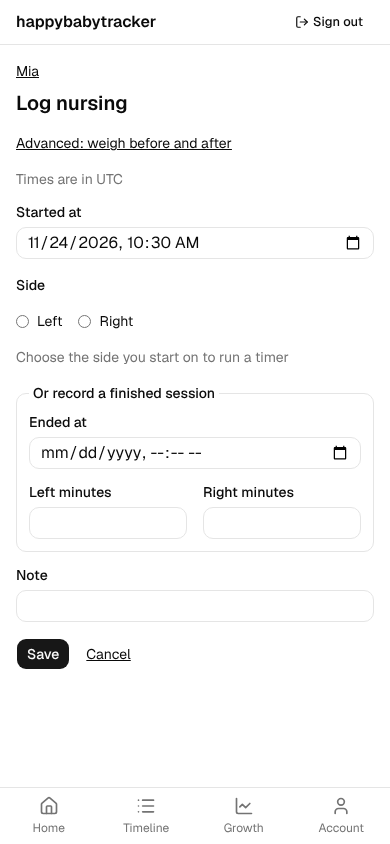 happybabytracker
Sign out
Mia
Log nursing
Advanced: weigh before and after
Times are in UTC
Started at
11/24/2026, 10:30 AM
Side
Left Right
Choose the side you start on to run a timer
Or record a finished session
Ended at
mm/dd/yyyy, --:-- --
Left minutes Right minutes
Note
Save Cancel
Home Timeline Growth Account